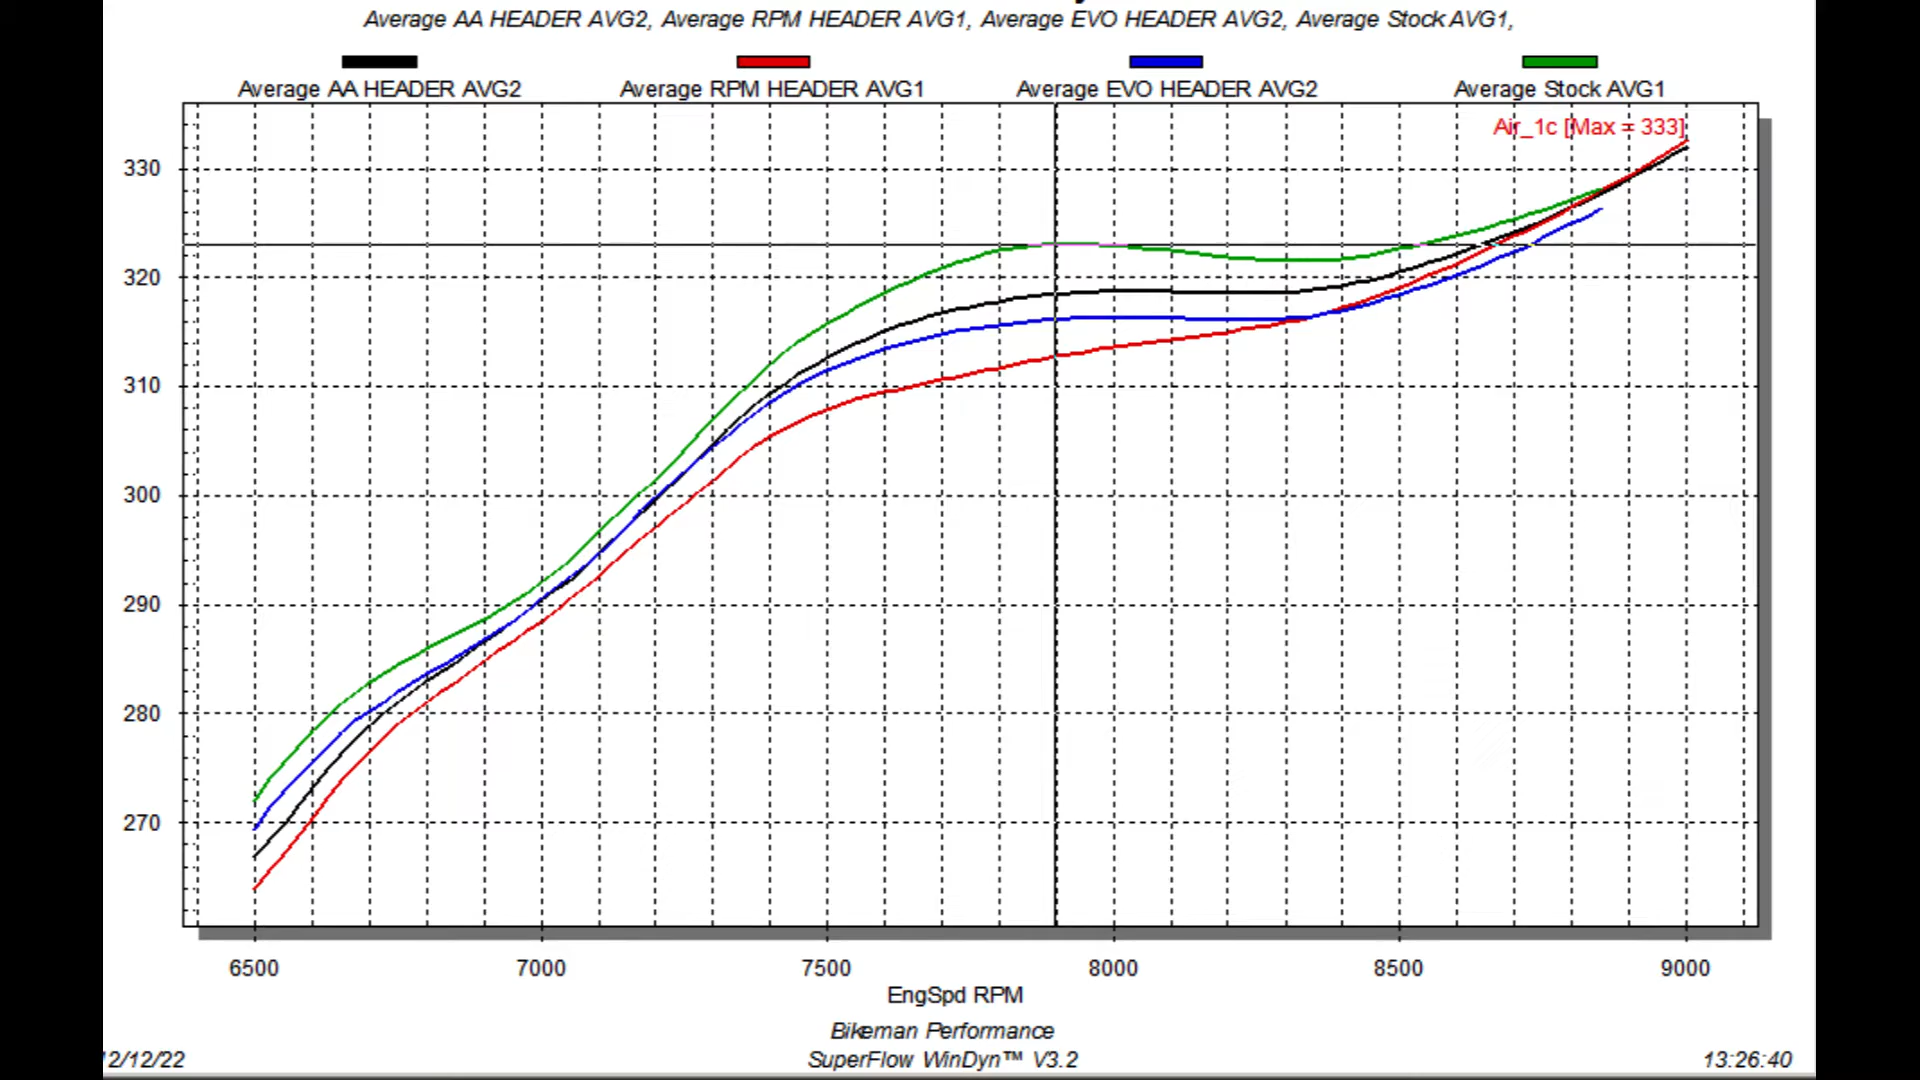 Average AA HEADER AVG2, Average RPM HEADER AVG1, Average EVO HEADER AVG2, Average Stock AVG1,
Average AA HEADER AVG2 Average RPM HEADER AVG1 Average EVO HEADER AVG2 Average Stock AVG1
Air_1c [Max = 333]
330
320
310
300
290
280
270
6500 7000 7500 8000 8500 9000
EngSpd RPM
Bikeman Performance
2/12/22 SuperFlow WinDyn™ V3.2 13:26:40